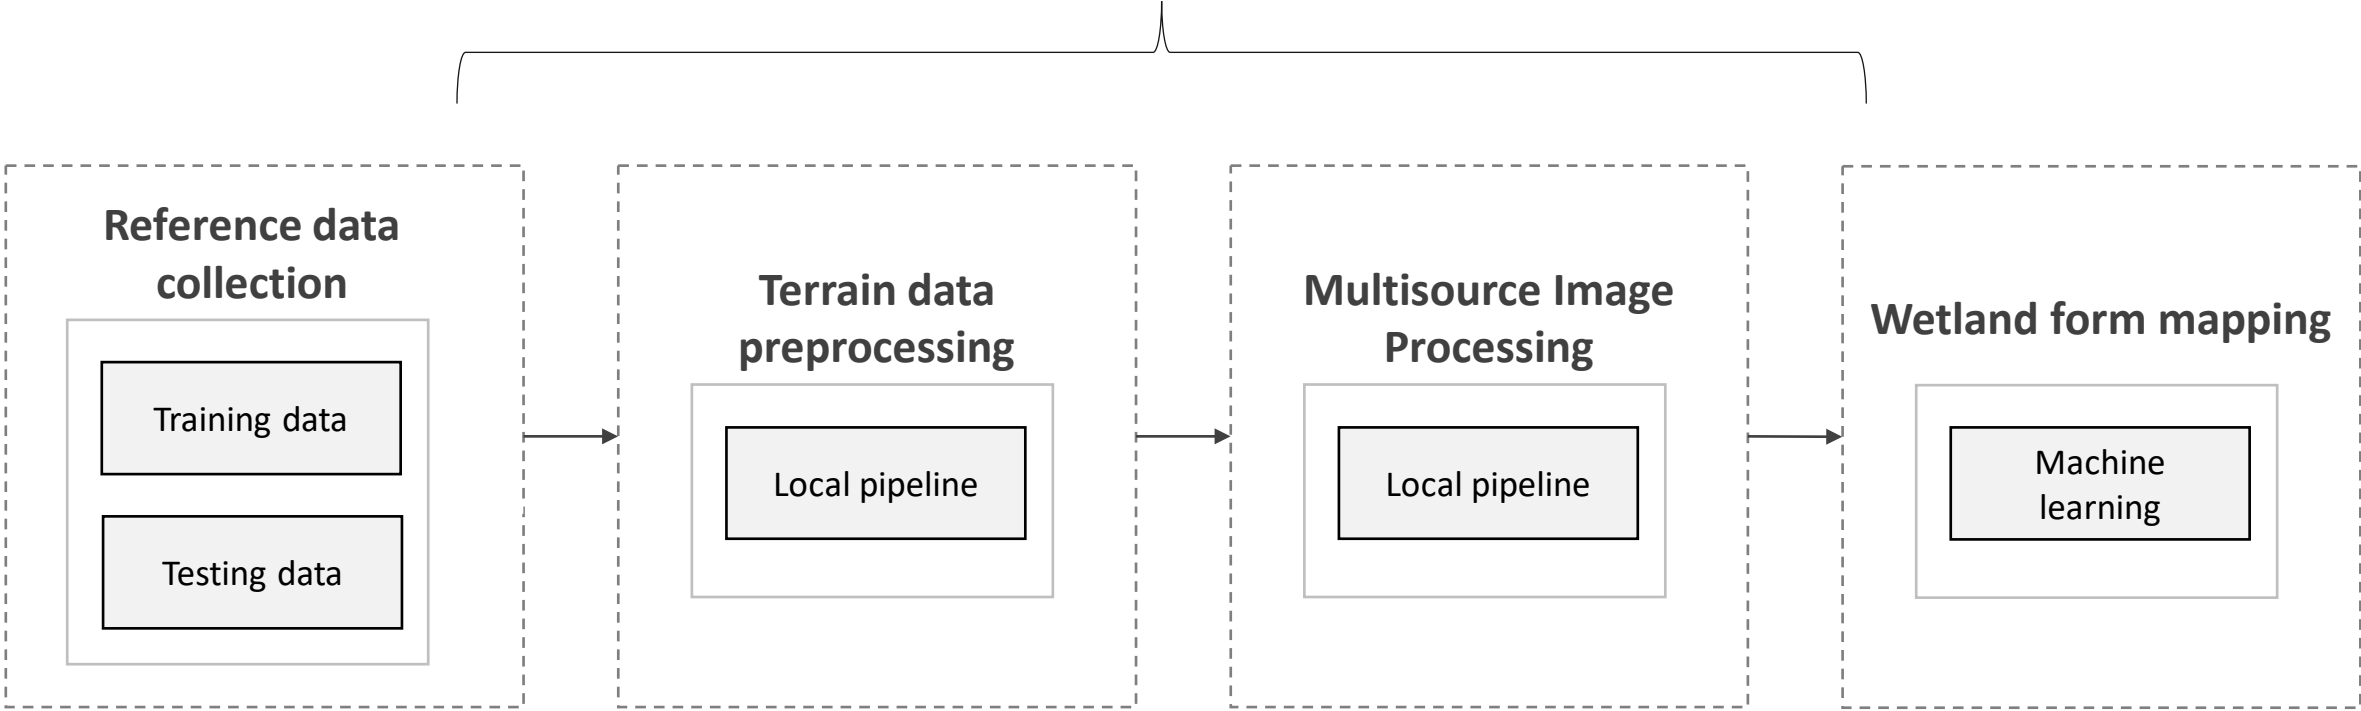 Reference data
collection
Training data
Testing data
Terrain data
preprocessing
Local pipeline
Multisource Image
Processing
Local pipeline
Wetland form mapping
Machine
learning